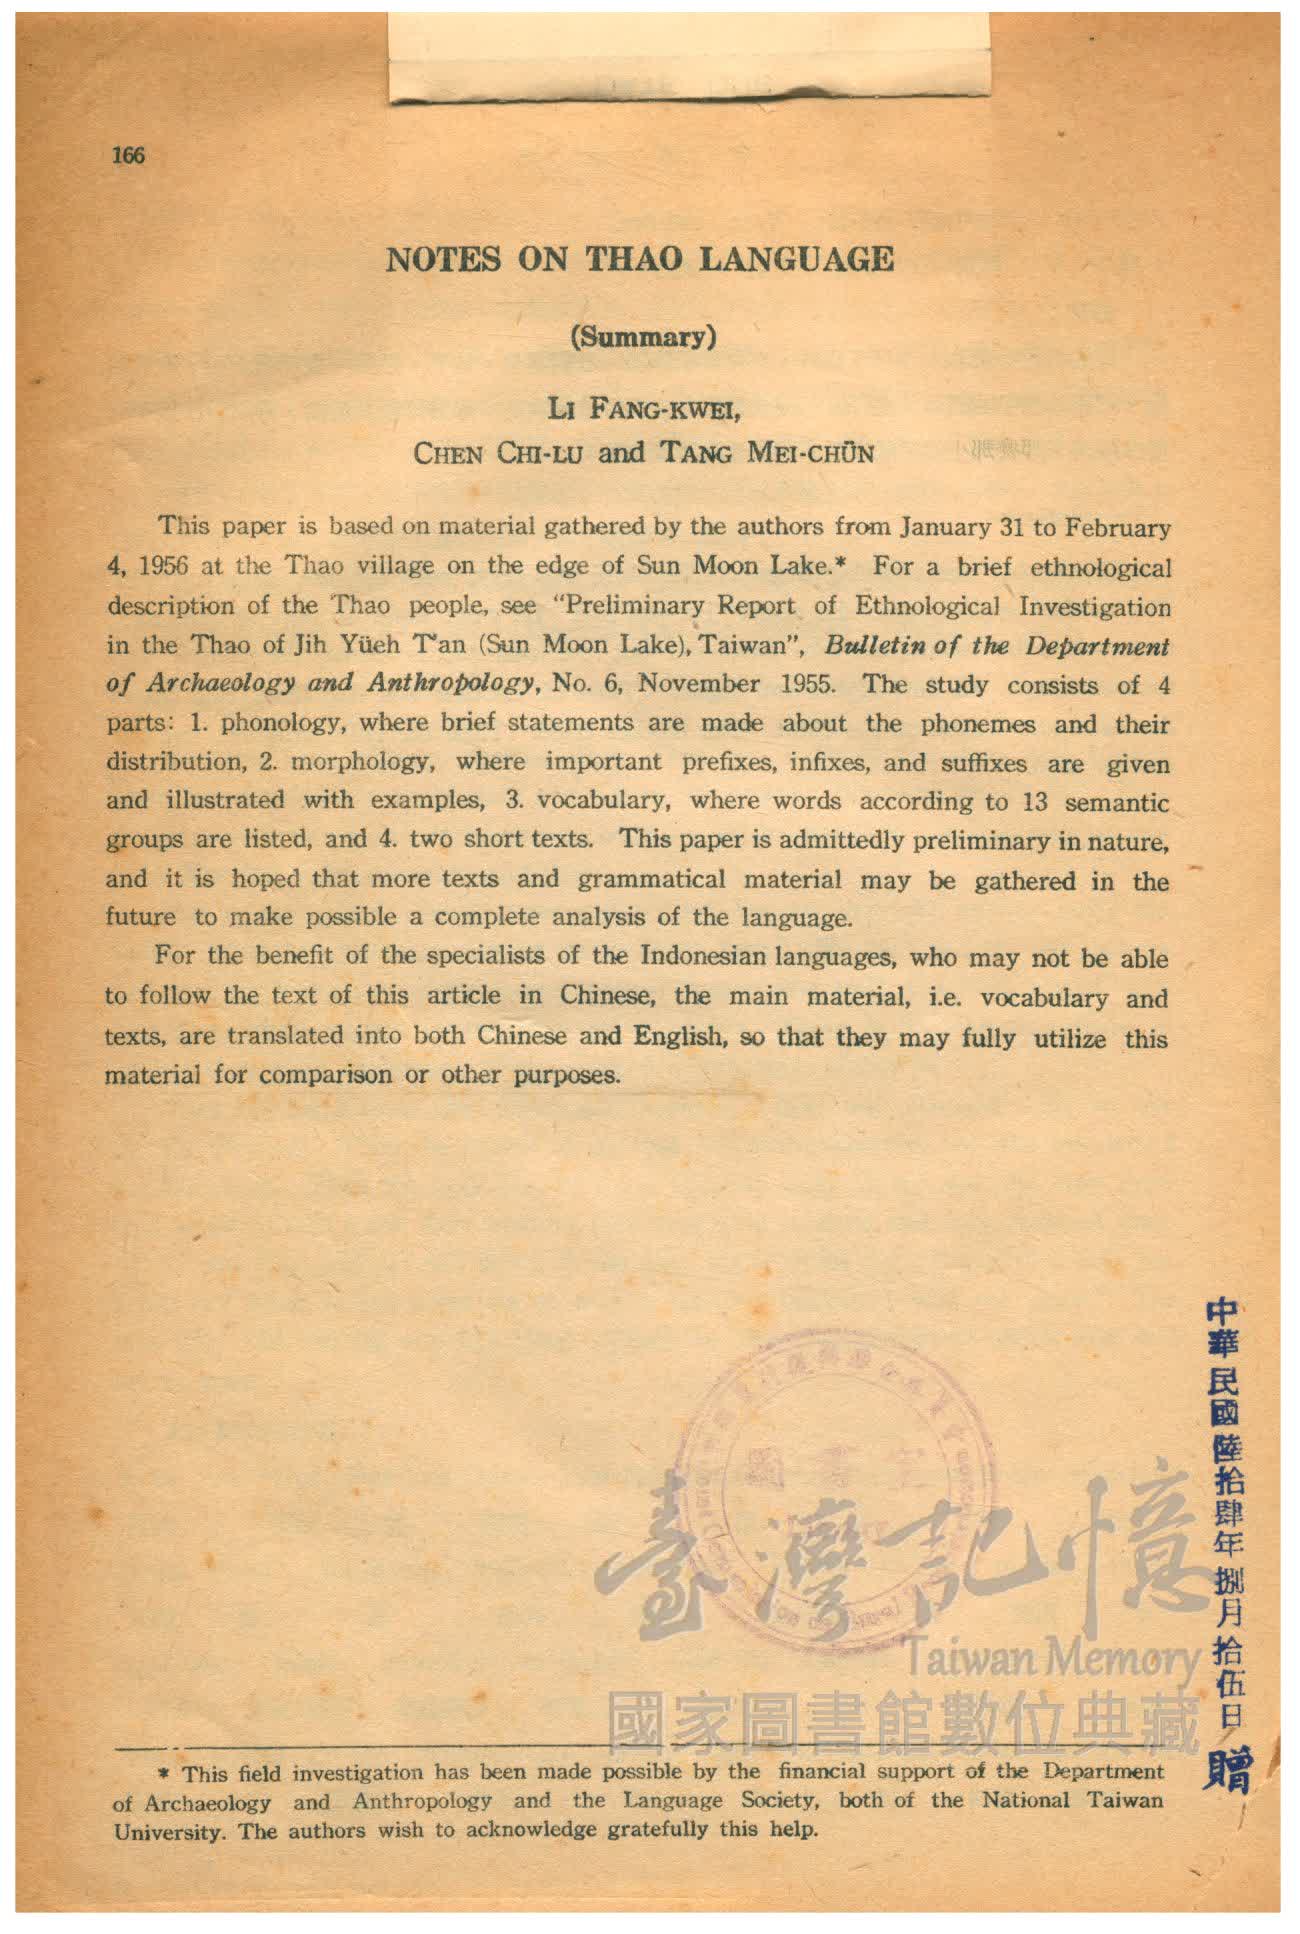 166
NOTES ON THAO LANGUAGE
(Summary)
LI FANG-KWEI,
CHEN CHI-LU and TANG MEI-CHÜN
This paper is based on material gathered by the authors from January 31 to February
4, 1956 at the Thao village on the edge of Sun Moon Lake.* For a brief ethnological
description of the Thao people, see “Preliminary Report of Ethnological Investigation
in the Thao of Jih Yüeh T'an (Sun Moon Lake), Taiwan”, Bulletin of the Department
of Archaeology and Anthropology, No. 6, November 1955. The study consists of 4
parts: 1. phonology, where brief statements are made about the phonemes and their
distribution, 2. morphology, where important prefixes, infixes, and suffixes are given
and illustrated with examples, 3. vocabulary, where words according to 13 semantic
groups are listed, and 4. two short texts. This paper is admittedly preliminary in nature,
and it is hoped that more texts and grammatical material may be gathered in the
future to make possible a complete analysis of the language.
For the benefit of the specialists of the Indonesian languages, who may not be able
to follow the text of this article in Chinese, the main material, i.e. vocabulary and
texts, are translated into both Chinese and English, so that they may fully utilize this
material for comparison or other purposes.
中華民國陸拾肆年捌月拾伍日 贈
臺灣記憶
Taiwan Memory
國家圖書館數位典藏
* This field investigation has been made possible by the financial support of the Department
of Archaeology and Anthropology and the Language Society, both of the National Taiwan
University. The authors wish to acknowledge gratefully this help.